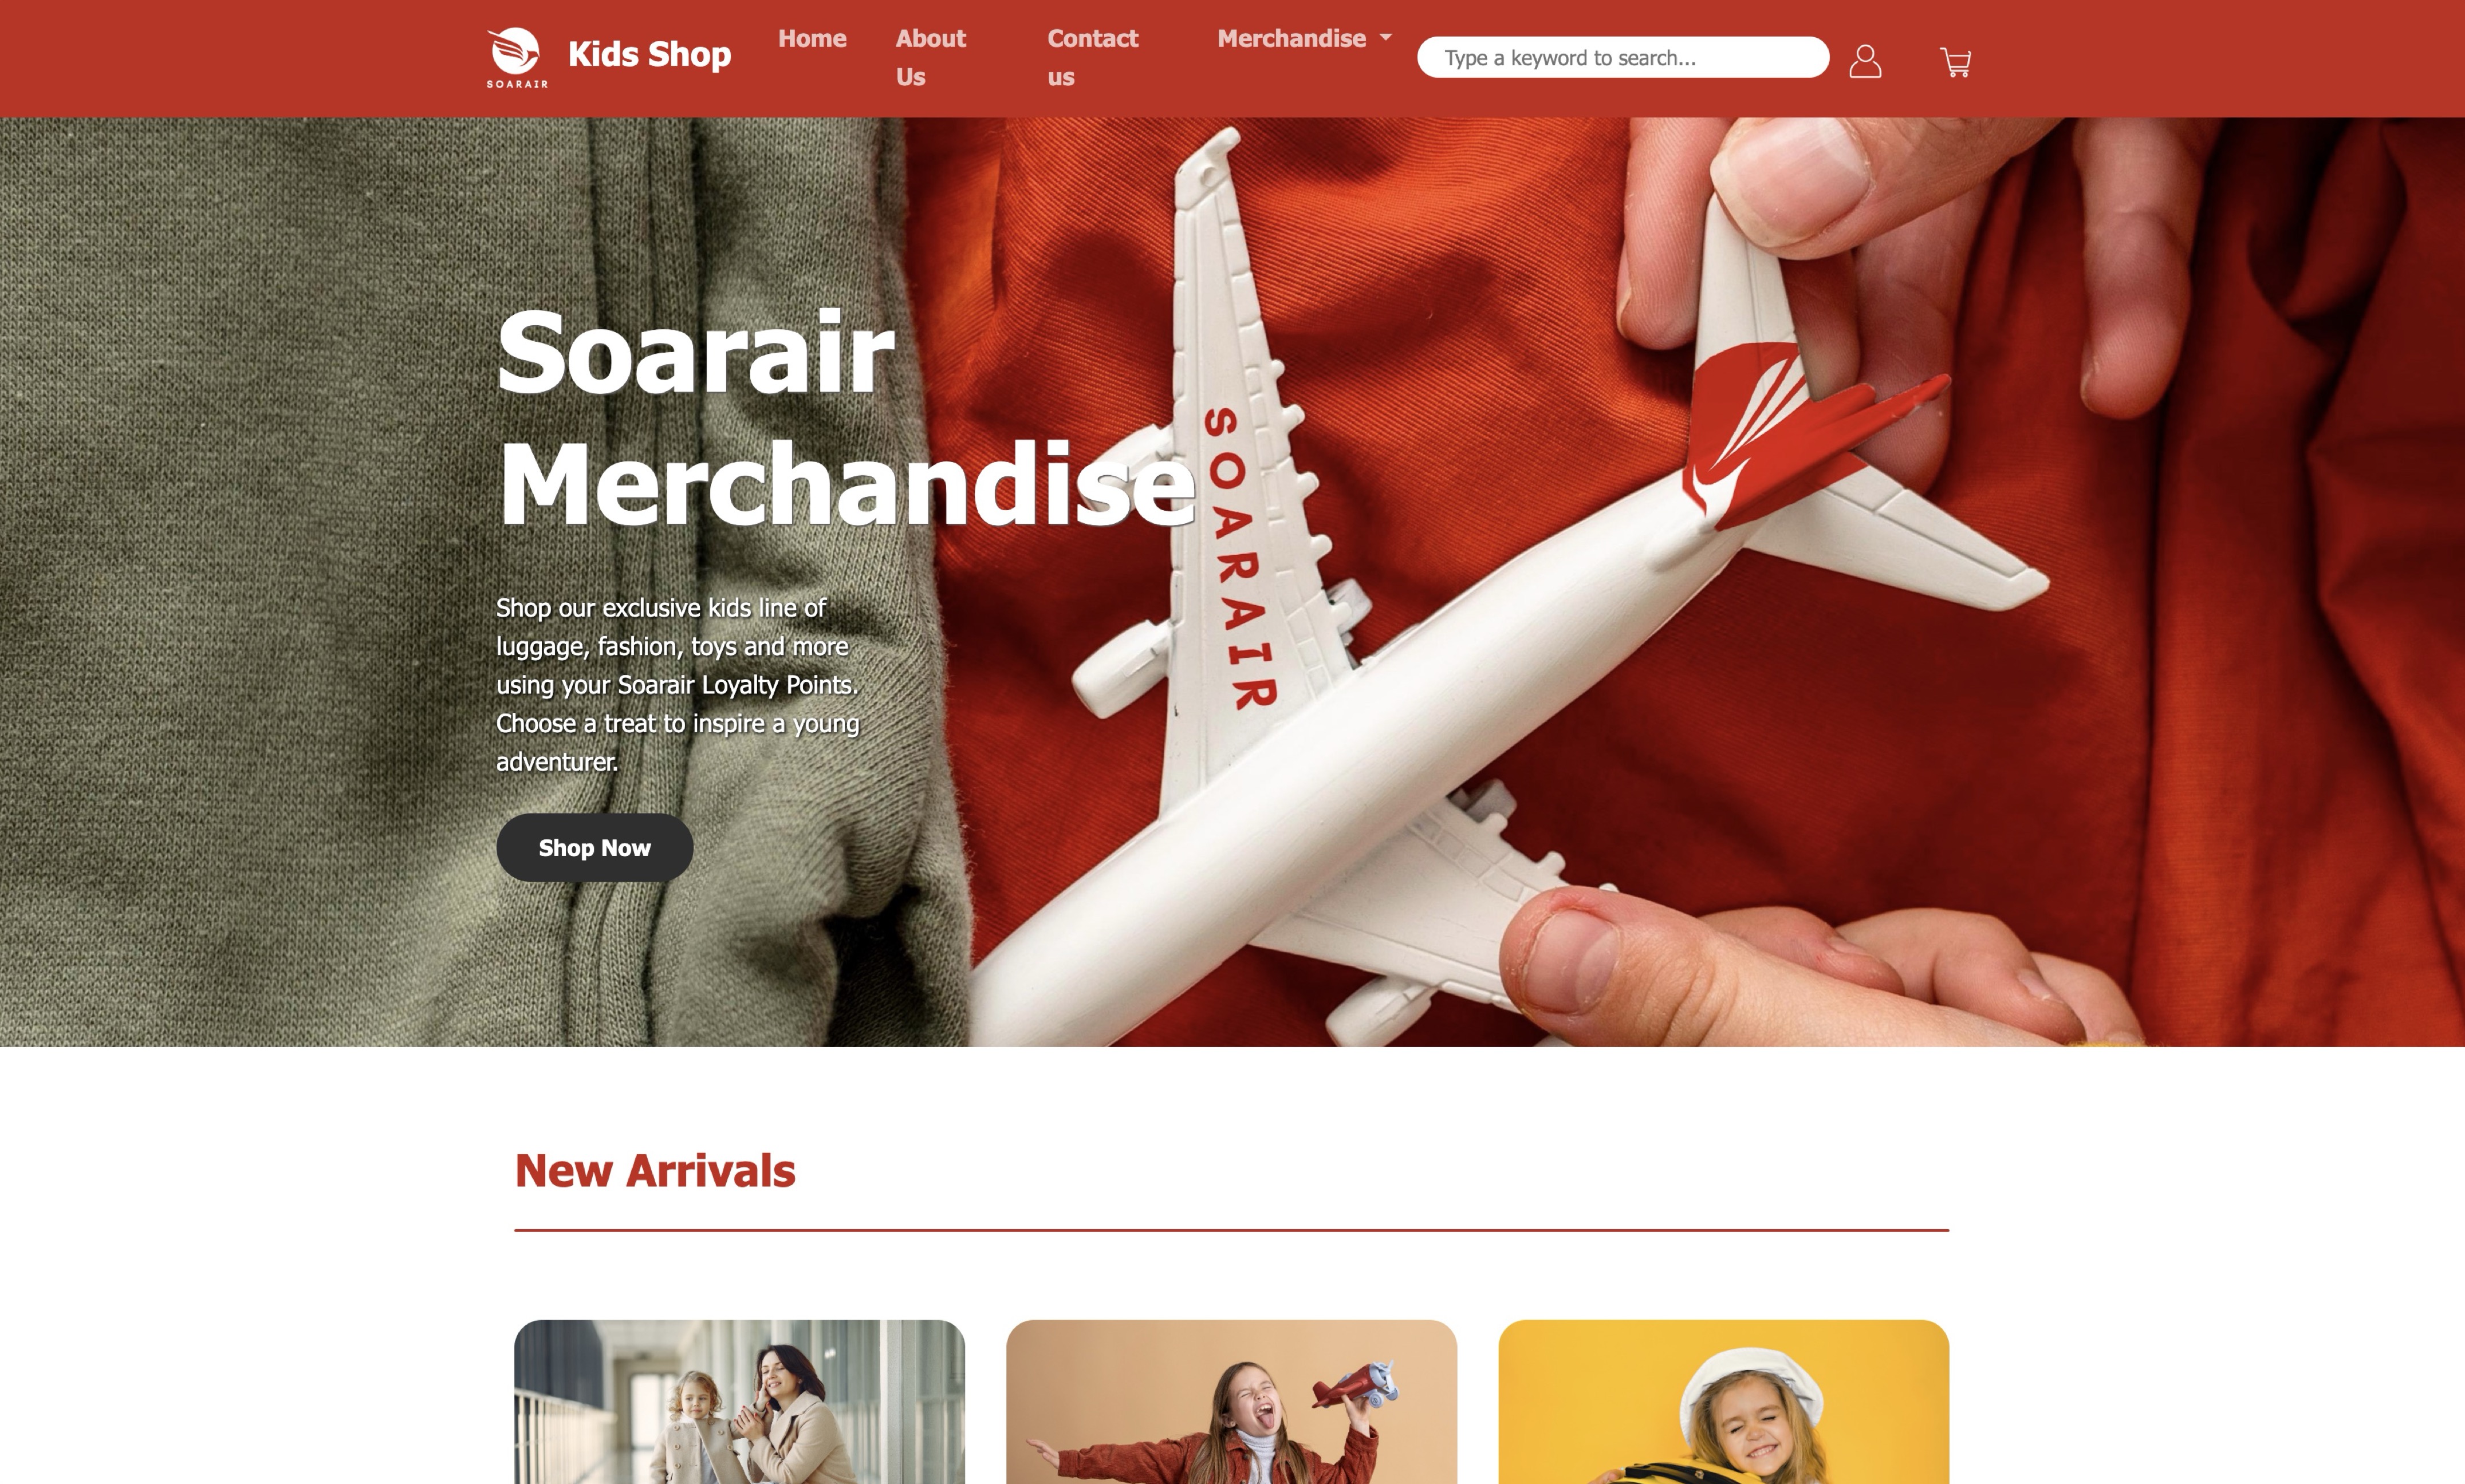 SOARAIR
Kids Shop
Home
About
Us
Contact
us
Merchandise
Type a keyword to search...
Soarair
Merchandise
SOARAIR
Shop our exclusive kids line of
luggage, fashion, toys and more
using your Soarair Loyalty Points.
Choose a treat to inspire a young
adventurer.
Shop Now
New Arrivals